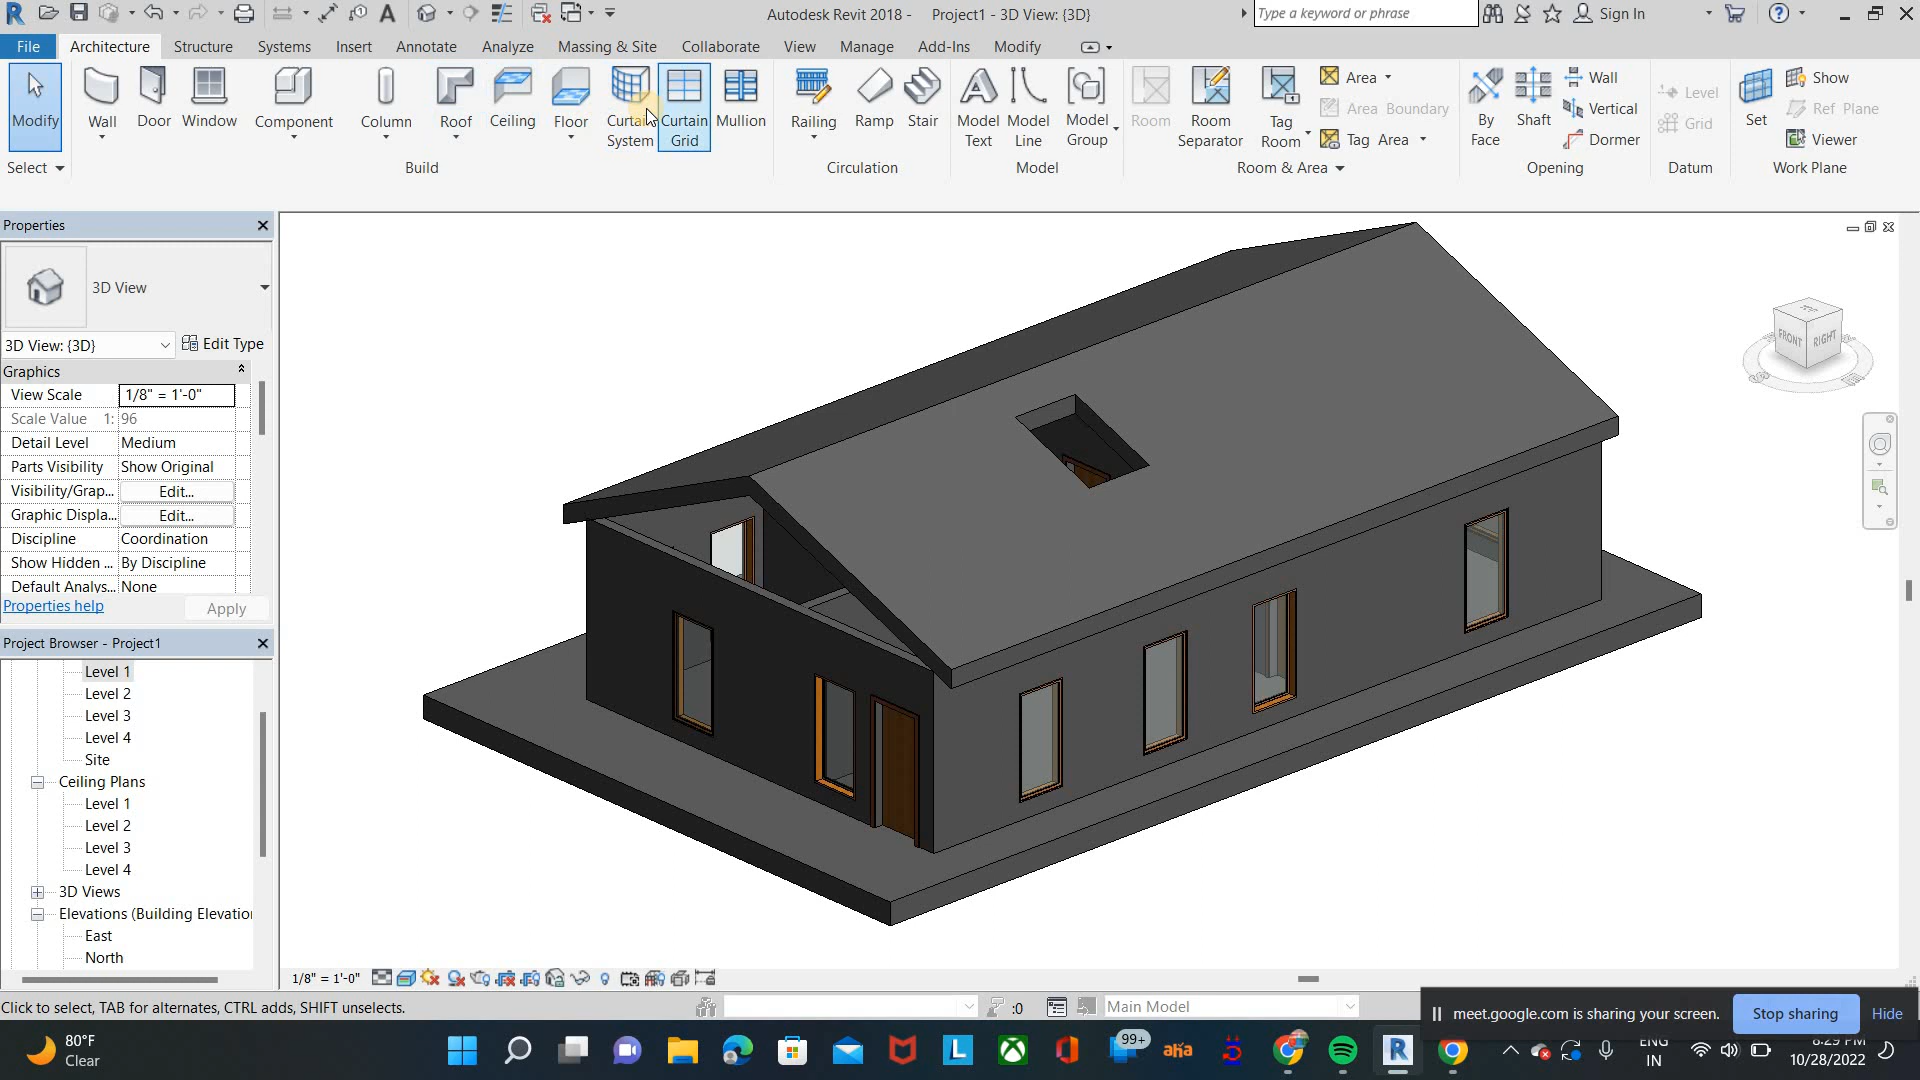 Autodesk Revit 2018 - Project1 - 3D View: {3D}
Type a keyword or phrase
Sign In
File Architecture Structure Systems Insert Annotate Analyze Massing & Site Collaborate View Manage Add-Ins Modify
Modify Wall Door Window Component Column Roof Ceiling Floor Curtain System Curtain Grid Mullion Railing Ramp Stair Model Text Model Line Model Group Room Room Separator Tag Room
Area
Area Boundary
Tag Area
By Face Shaft
Wall
Vertical
Dormer
Level
Grid
Set
Show
Ref Plane
Viewer
Select Build Circulation Model Room & Area Opening Datum Work Plane
Properties
3D View
3D View: {3D} Edit Type
Graphics
View Scale 1/8" = 1'-0"
Scale Value 1: 96
Detail Level Medium
Parts Visibility Show Original
Visibility/Grap... Edit...
Graphic Displa... Edit...
Discipline Coordination
Show Hidden ... By Discipline
Default Analys... None
Properties help Apply
Project Browser - Project1
Level 1
Level 2
Level 3
Level 4
Site
Ceiling Plans
Level 1
Level 2
Level 3
Level 4
3D Views
Elevations (Building Elevation
East
North
FRONT RIGHT
1/8" = 1'-0"
Click to select, TAB for alternates, CTRL adds, SHIFT unselects.
:0
Main Model
meet.google.com is sharing your screen. Stop sharing Hide
80°F
Clear
99+
aha
ENG
IN
8:29 PM
10/28/2022